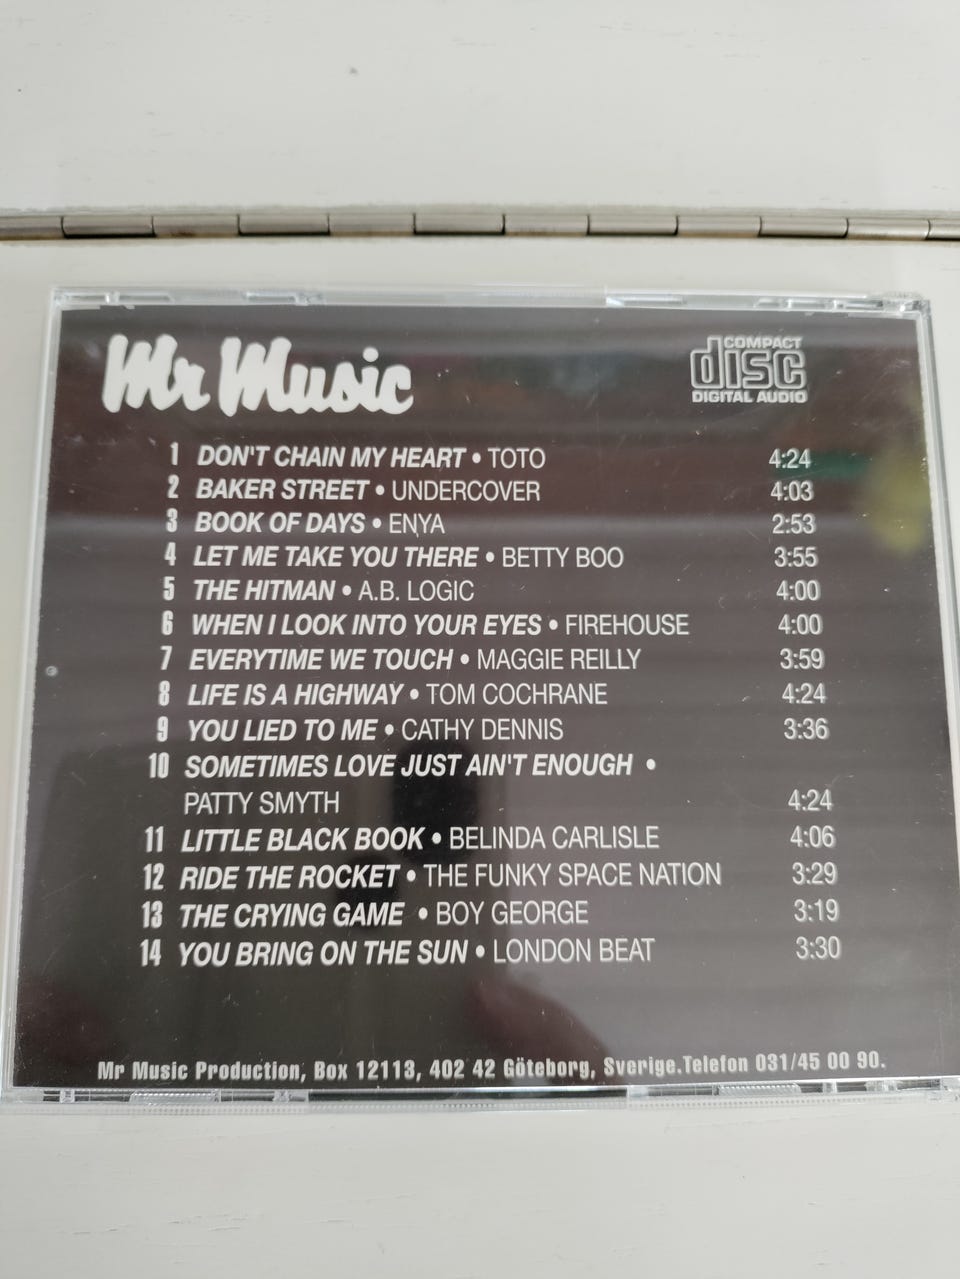 Mr Music
COMPACT
disc
DIGITAL AUDIO
1 DON'T CHAIN MY HEART • TOTO 4:24
2 BAKER STREET • UNDERCOVER 4:03
3 BOOK OF DAYS • ENYA 2:53
4 LET ME TAKE YOU THERE • BETTY BOO 3:55
5 THE HITMAN • A.B. LOGIC 4:00
6 WHEN I LOOK INTO YOUR EYES • FIREHOUSE 4:00
7 EVERYTIME WE TOUCH • MAGGIE REILLY 3:59
8 LIFE IS A HIGHWAY • TOM COCHRANE 4:24
9 YOU LIED TO ME • CATHY DENNIS 3:36
10 SOMETIMES LOVE JUST AIN'T ENOUGH •
PATTY SMYTH 4:24
11 LITTLE BLACK BOOK • BELINDA CARLISLE 4:06
12 RIDE THE ROCKET • THE FUNKY SPACE NATION 3:29
13 THE CRYING GAME • BOY GEORGE 3:19
14 YOU BRING ON THE SUN • LONDON BEAT 3:30
Mr Music Production, Box 12113, 402 42 Göteborg, Sverige.Telefon 031/45 00 90.